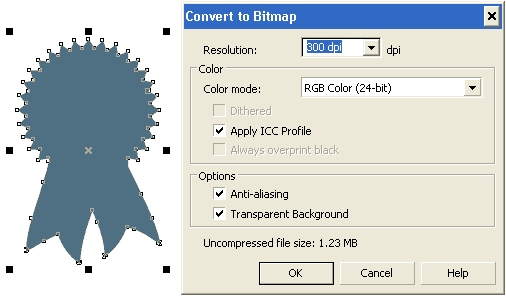 Convert to Bitmap
Resolution: 300 dpi dpi
Color
Color mode: RGB Color (24-bit)
Dithered
Apply ICC Profile
Always overprint black
Options
Anti-aliasing
Transparent Background
Uncompressed file size: 1.23 MB
OK Cancel Help